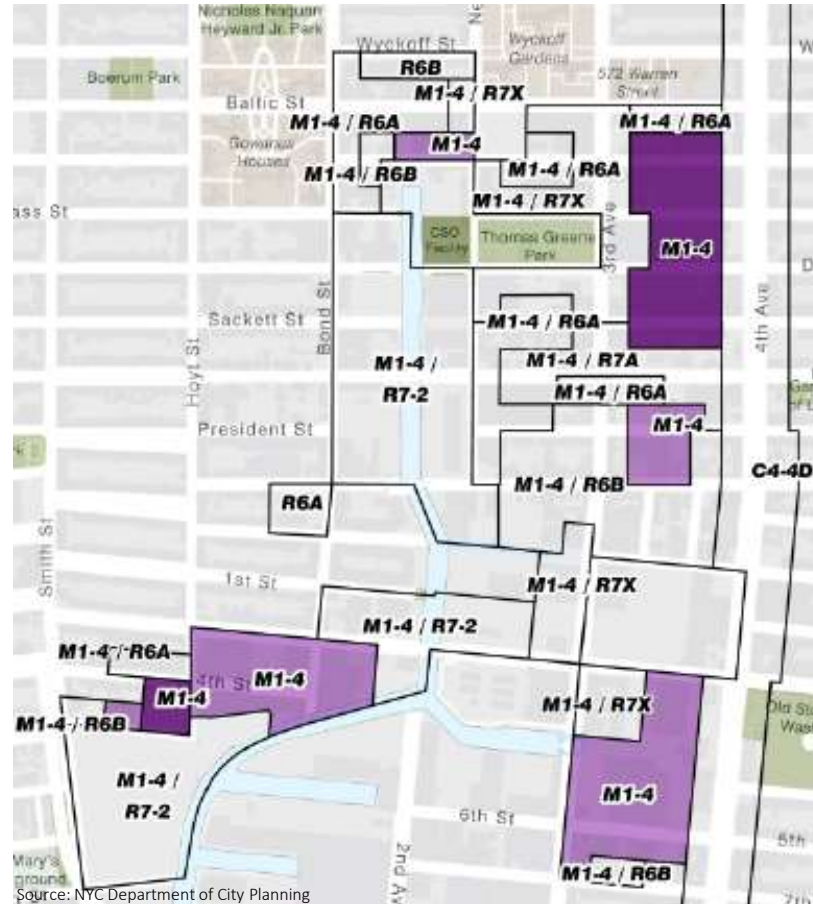 Nicholas Naquan
Heyward Jr. Park
Wyckoff St
Wyckoff
Gardens
R6B
Boerum Park
572 Warren
Street
M1-4 / R7X
Baltic St
M1-4 / R6A
M1-4 / R6A
Gowanus
Houses
M1-4
M1-4 / R6B
M1-4 / R6A
M1-4 / R7X
ass St
CSO
Facility
Thomas Greene
Park
3rd Ave
M1-4
Bond St
Sackett St
M1-4 / R6A
4th Ave
Hoyt St
M1-4 /
R7-2
M1-4 / R7A
M1-4 / R6A
President St
M1-4
C4-4D
R6A
M1-4 / R6B
Smith St
1st St
M1-4 / R7X
M1-4 / R7-2
M1-4 / R6A
4th St
M1-4
M1-4
M1-4 / R7X
M1-4 / R6B
M1-4 /
R7-2
M1-4
6th St
5th
2nd Av
Mary's
M1-4 / R6B
7th
Source: NYC Department of City Planning